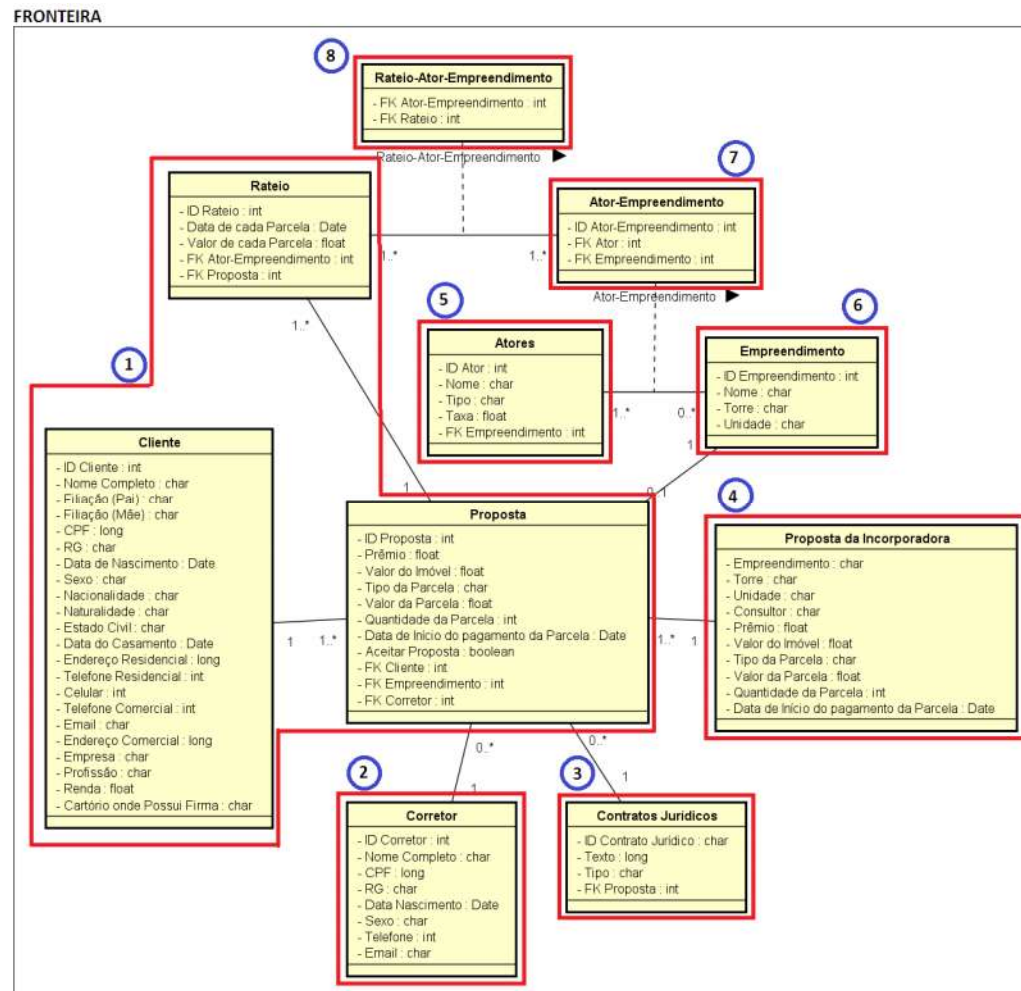 FRONTEIRA
8
Rateio-Ator-Empreendimento
- FK Ator-Empreendimento : int
- FK Rateio : int
Rateio-Ator-Empreendimento
7
Rateio
- ID Rateio : int
- Data de cada Parcela : Date
- Valor de cada Parcela : float
- FK Ator-Empreendimento : int
- FK Proposta : int
1..*
1..*
Ator-Empreendimento
- ID Ator-Empreendimento : int
- FK Ator : int
- FK Empreendimento : int
Ator-Empreendimento
5
6
1..*
Atores
- ID Ator : int
- Nome : char
- Tipo : char
- Taxa : float
- FK Empreendimento : int
1..*
0..*
Empreendimento
- ID Empreendimento : int
- Nome : char
- Torre : char
- Unidade : char
1
1
0..1
1
Cliente
- ID Cliente : int
- Nome Completo : char
- Filiação (Pai) : char
- Filiação (Mãe) : char
- CPF : long
- RG : char
- Data de Nascimento : Date
- Sexo : char
- Nacionalidade : char
- Naturalidade : char
- Estado Civil : char
- Data do Casamento : Date
- Endereço Residencial : long
- Telefone Residencial : int
- Celular : int
- Telefone Comercial : int
- Email : char
- Endereço Comercial : long
- Empresa : char
- Profissão : char
- Renda : float
- Cartório onde Possui Firma : char
1
1..*
Proposta
- ID Proposta : int
- Prêmio : float
- Valor do Imóvel : float
- Tipo da Parcela : char
- Valor da Parcela : float
- Quantidade da Parcela : int
- Data de Início do pagamento da Parcela : Date
- Aceitar Proposta : boolean
- FK Cliente : int
- FK Empreendimento : int
- FK Corretor : int
1..*
1
4
Proposta da Incorporadora
- Empreendimento : char
- Torre : char
- Unidade : char
- Consultor : char
- Prêmio : float
- Valor do Imóvel : float
- Tipo da Parcela : char
- Valor da Parcela : float
- Quantidade da Parcela : int
- Data de Início do pagamento da Parcela : Date
0..*
0..*
2
1
3
1
Corretor
- ID Corretor : int
- Nome Completo : char
- CPF : long
- RG : char
- Data Nascimento : Date
- Sexo : char
- Telefone : int
- Email : char
Contratos Jurídicos
- ID Contrato Jurídico : char
- Texto : long
- Tipo : char
- FK Proposta : int